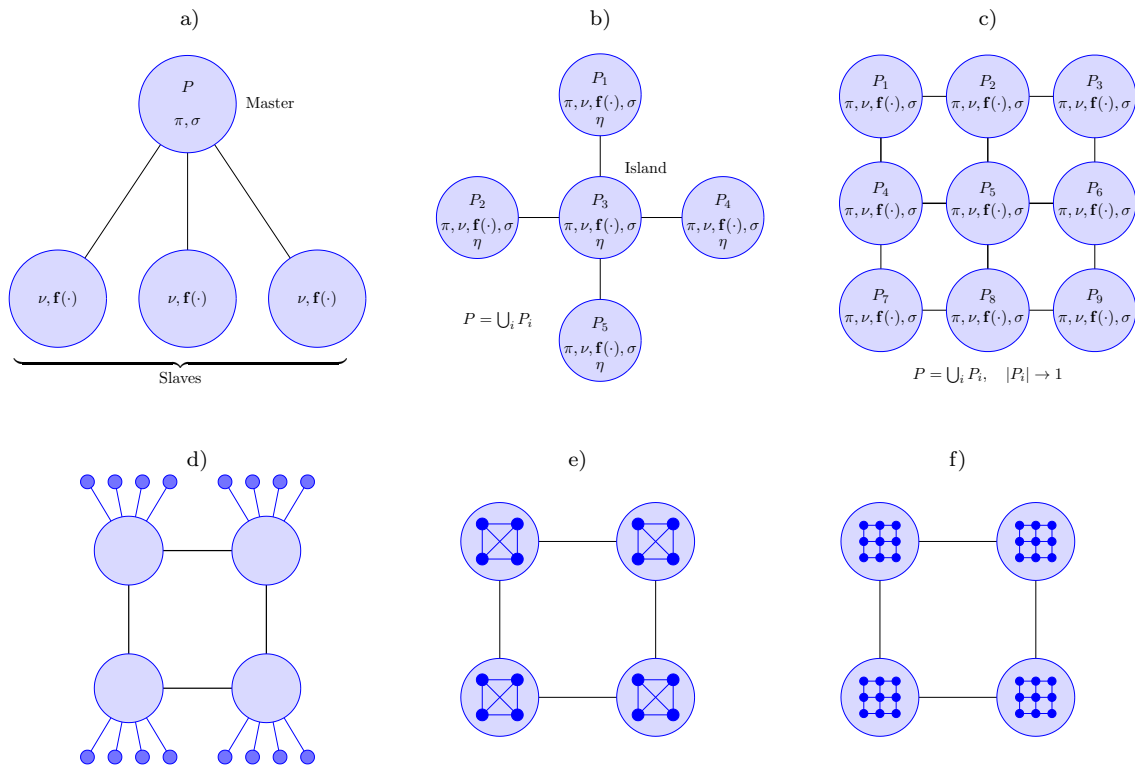 a)
P
π, σ
Master
ν, f(·)
ν, f(·)
ν, f(·)
Slaves
b)
P₁
π, ν, f(·), σ
η
Island
P₂
π, ν, f(·), σ
η
P₃
π, ν, f(·), σ
η
P₄
π, ν, f(·), σ
η
P = ⋃ᵢ Pᵢ
P₅
π, ν, f(·), σ
η
c)
P₁
π, ν, f(·), σ
P₂
π, ν, f(·), σ
P₃
π, ν, f(·), σ
P₄
π, ν, f(·), σ
P₅
π, ν, f(·), σ
P₆
π, ν, f(·), σ
P₇
π, ν, f(·), σ
P₈
π, ν, f(·), σ
P₉
π, ν, f(·), σ
P = ⋃ᵢ Pᵢ, |Pᵢ| → 1
d)
e)
f)